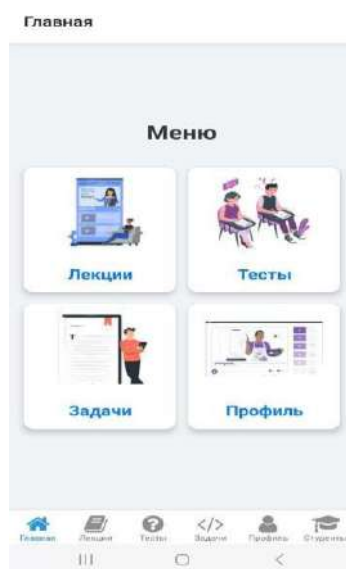 Главная
Меню
Лекции
Тесты
Задачи
Профиль
Главная
Лекции
Тесты
Задачи
Профиль
Студенты